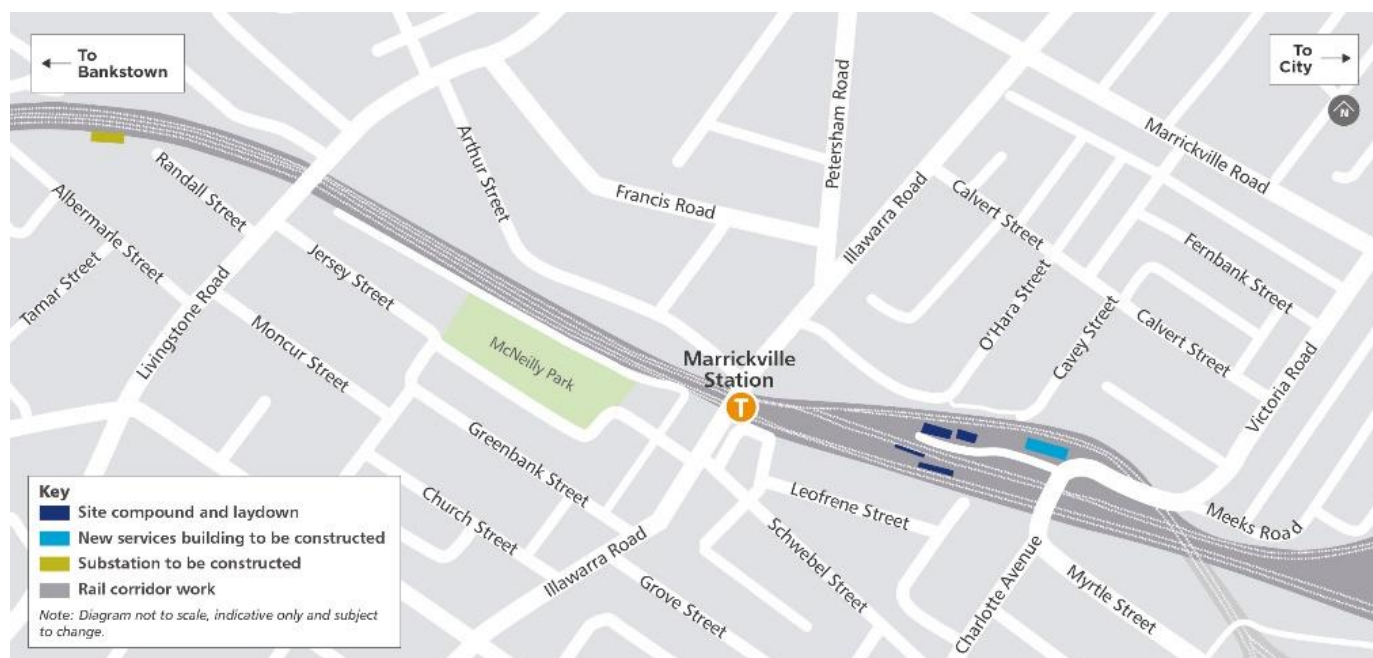 To
Bankstown
To
City
N
Marrickville Road
Petersham Road
Arthur Street
Randall Street
Albermarle Street
Francis Road
Illawarra Road
Calvert Street
Fernbank Street
Tamar Street
Livingstone Road
Jersey Street
O'Hara Street
Cavey Street
Calvert Street
Moncur Street
McNeilly Park
Marrickville
Station
T
Victoria Road
Greenbank Street
Church Street
Illawarra Road
Leofrene Street
Schwebel Street
Grove Street
Meeks Road
Charlotte Avenue
Myrtle Street
Key
Site compound and laydown
New services building to be constructed
Substation to be constructed
Rail corridor work
Note: Diagram not to scale, indicative only and subject
to change.